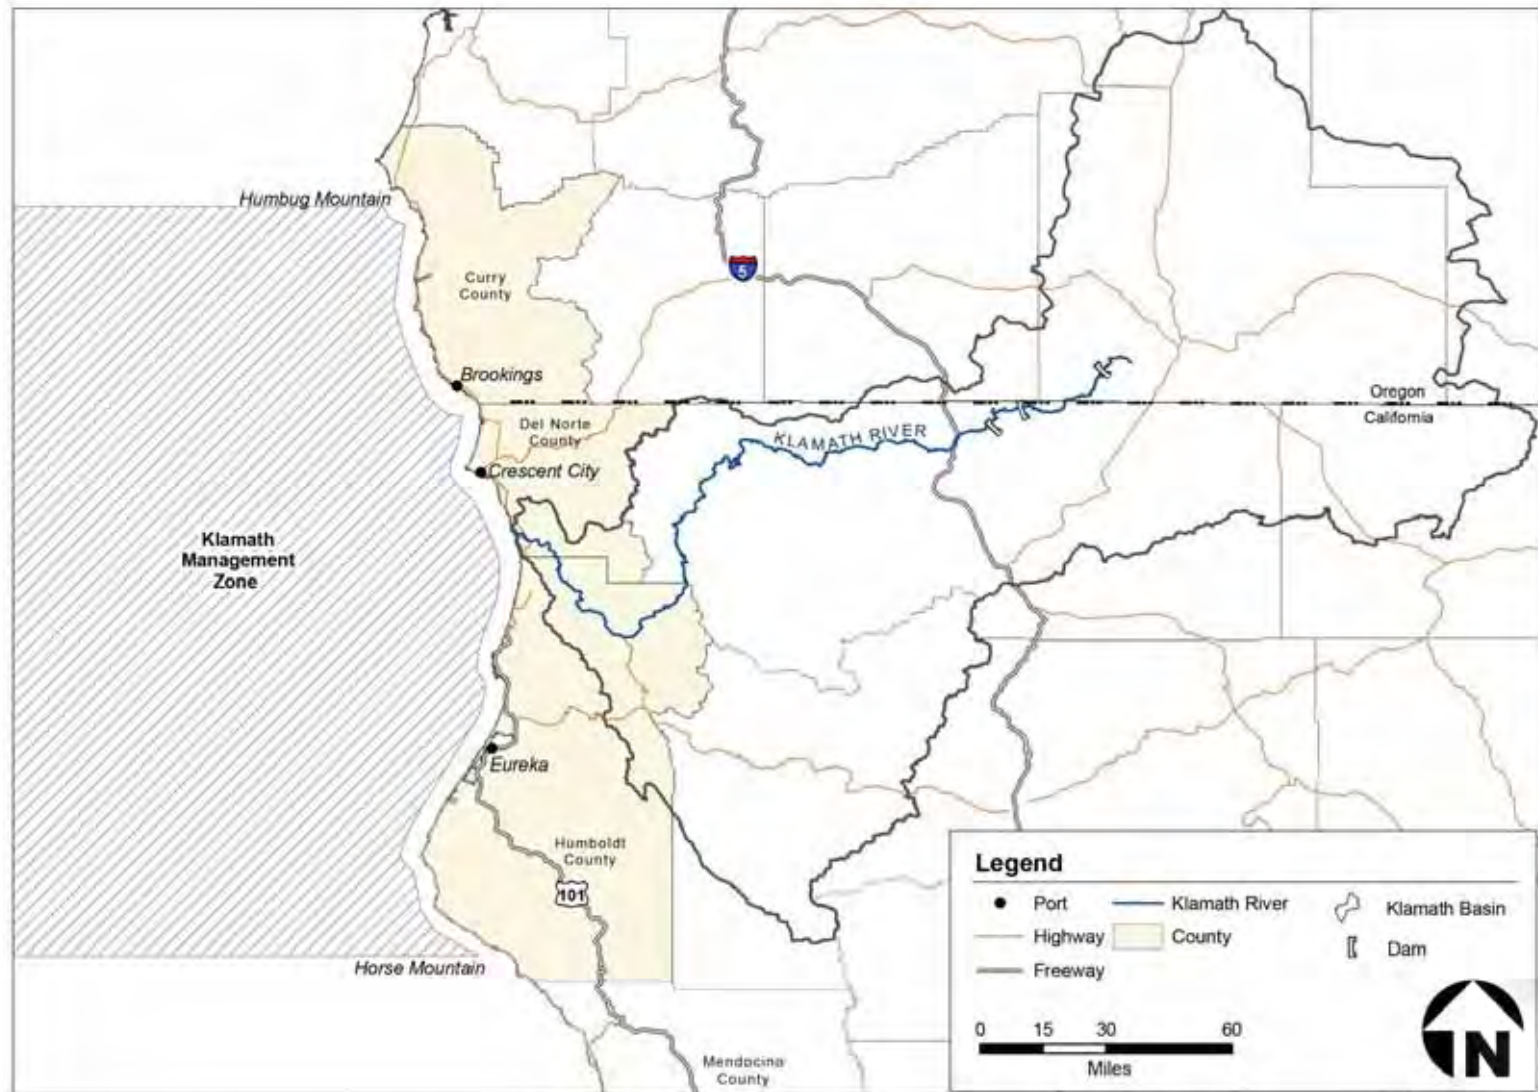 Humbug Mountain
5
Curry
County
Brookings
Oregon
California
Del Norte
County
KLAMATH RIVER
Crescent City
Klamath
Management
Zone
Eureka
Humboldt
County
101
Horse Mountain
Mendocino
County
Legend
Port
Klamath River
Klamath Basin
Highway
County
Dam
Freeway
0 15 30 60
Miles
N